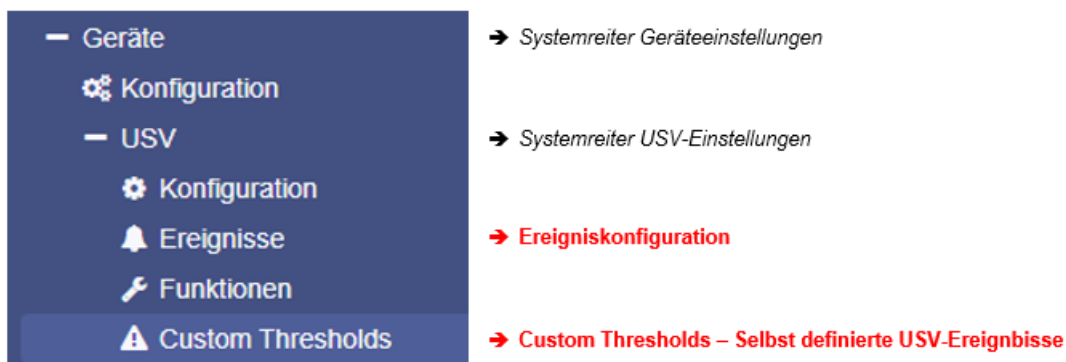 Geräte ➔ Systemreiter Geräteeinstellungen
Konfiguration
USV ➔ Systemreiter USV-Einstellungen
Konfiguration
Ereignisse ➔ Ereigniskonfiguration
Funktionen
Custom Thresholds ➔ Custom Thresholds – Selbst definierte USV-Ereignbisse